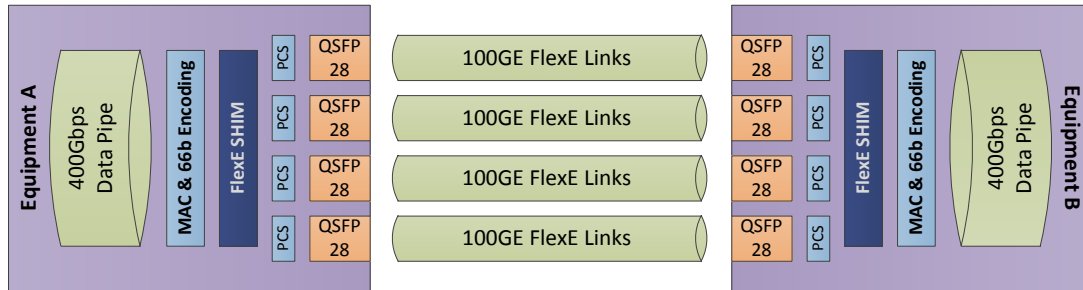 Equipment A
400Gbps
Data Pipe
MAC & 66b Encoding
FlexE SHIM
PCS
QSFP
28
PCS
QSFP
28
PCS
QSFP
28
PCS
QSFP
28
100GE FlexE Links
100GE FlexE Links
100GE FlexE Links
100GE FlexE Links
QSFP
28
PCS
QSFP
28
PCS
QSFP
28
PCS
QSFP
28
PCS
FlexE SHIM
MAC & 66b Encoding
400Gbps
Data Pipe
Equipment B